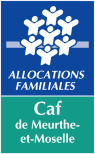 ALLOCATIONS
FAMILIALES
Caf
de Meurthe-
et-Moselle